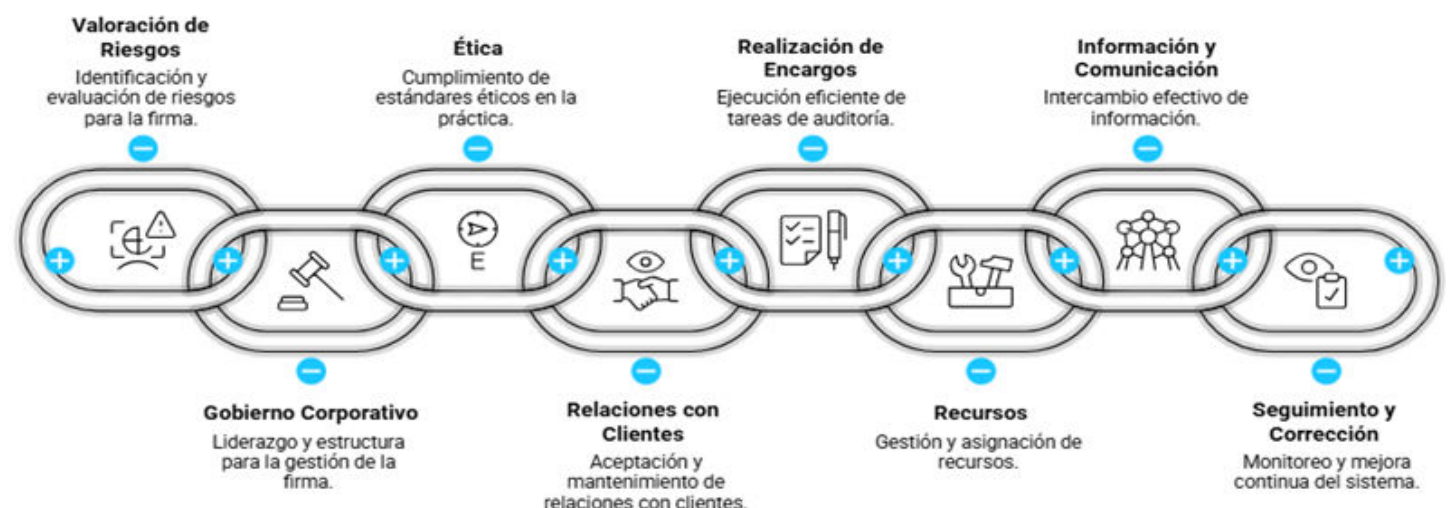 Valoración de
Riesgos
Identificación y
evaluación de riesgos
para la firma.
Ética
Cumplimiento de
estándares éticos en la
práctica.
Realización de
Encargos
Ejecución eficiente de
tareas de auditoría.
Información y
Comunicación
Intercambio efectivo de
información.
E
Gobierno Corporativo
Liderazgo y estructura
para la gestión de la
firma.
Relaciones con
Clientes
Aceptación y
mantenimiento de
relaciones con clientes.
Recursos
Gestión y asignación de
recursos.
Seguimiento y
Corrección
Monitoreo y mejora
continua del sistema.